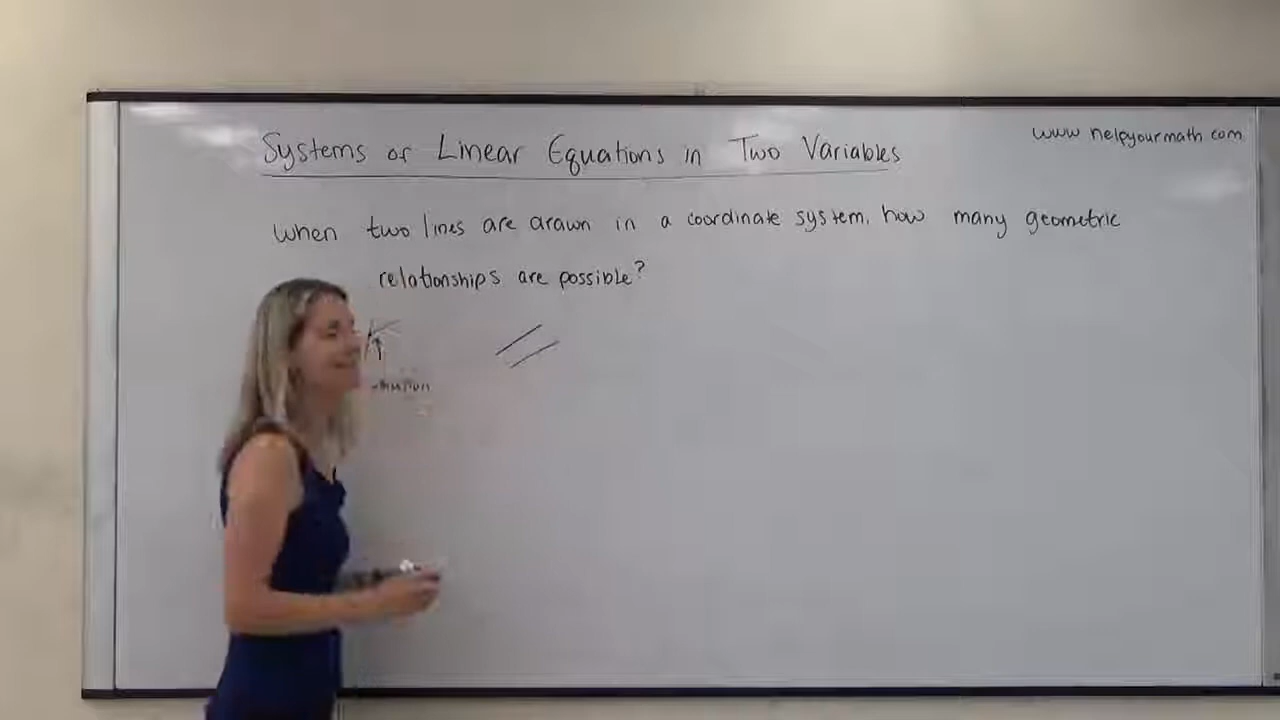 www helpyourmath com
Systems of Linear Equations in Two Variables
When two lines are drawn in a coordinate system, how many geometric
relationships are possible?